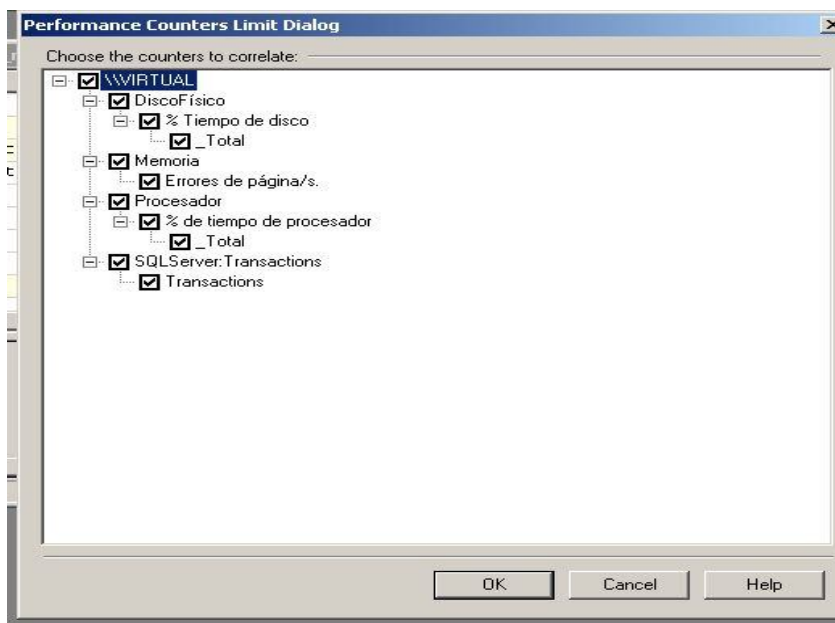 Performance Counters Limit Dialog
Choose the counters to correlate:
\\VIRTUAL
DiscoFísico
% Tiempo de disco
_Total
Memoria
Errores de página/s.
Procesador
% de tiempo de procesador
_Total
SQLServer:Transactions
Transactions
OK
Cancel
Help